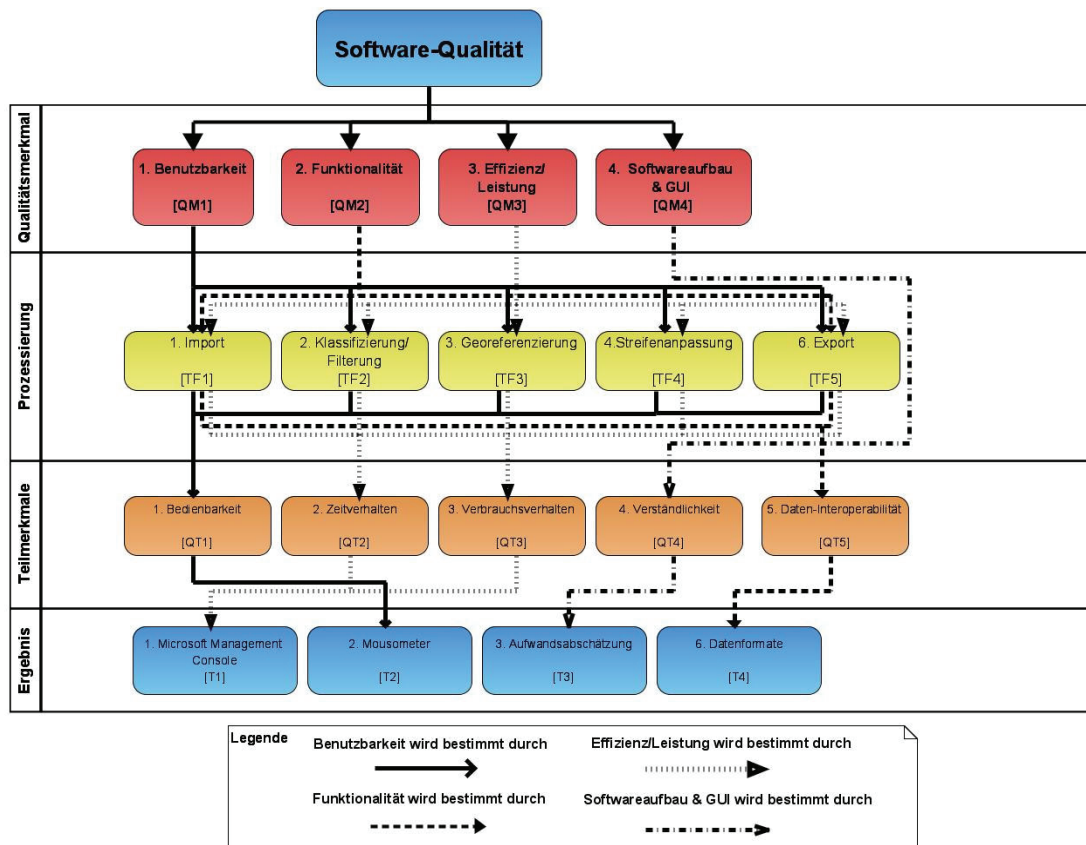 Software-Qualität
Qualitätsmerkmal
1. Benutzbarkeit
[QM1]
2. Funktionalität
[QM2]
3. Effizienz/
Leistung
[QM3]
4. Softwareaufbau
& GUI
[QM4]
Prozessierung
1. Import
[TF1]
2. Klassifizierung/
Filterung
[TF2]
3. Georeferenzierung
[TF3]
4.Streifenanpassung
[TF4]
6. Export
[TF5]
Teilmerkmale
1. Bedienbarkeit
[QT1]
2. Zeitverhalten
[QT2]
3. Verbrauchsverhalten
[QT3]
4. Verständlichkeit
[QT4]
5. Daten-Interoperabilität
[QT5]
Ergebnis
1. Microsoft Management
Console
[T1]
2. Mousometer
[T2]
3. Aufwandsabschätzung
[T3]
6. Datenformate
[T4]
Legende
Benutzbarkeit wird bestimmt durch
Effizienz/Leistung wird bestimmt durch
Funktionalität wird bestimmt durch
Softwareaufbau & GUI wird bestimmt durch